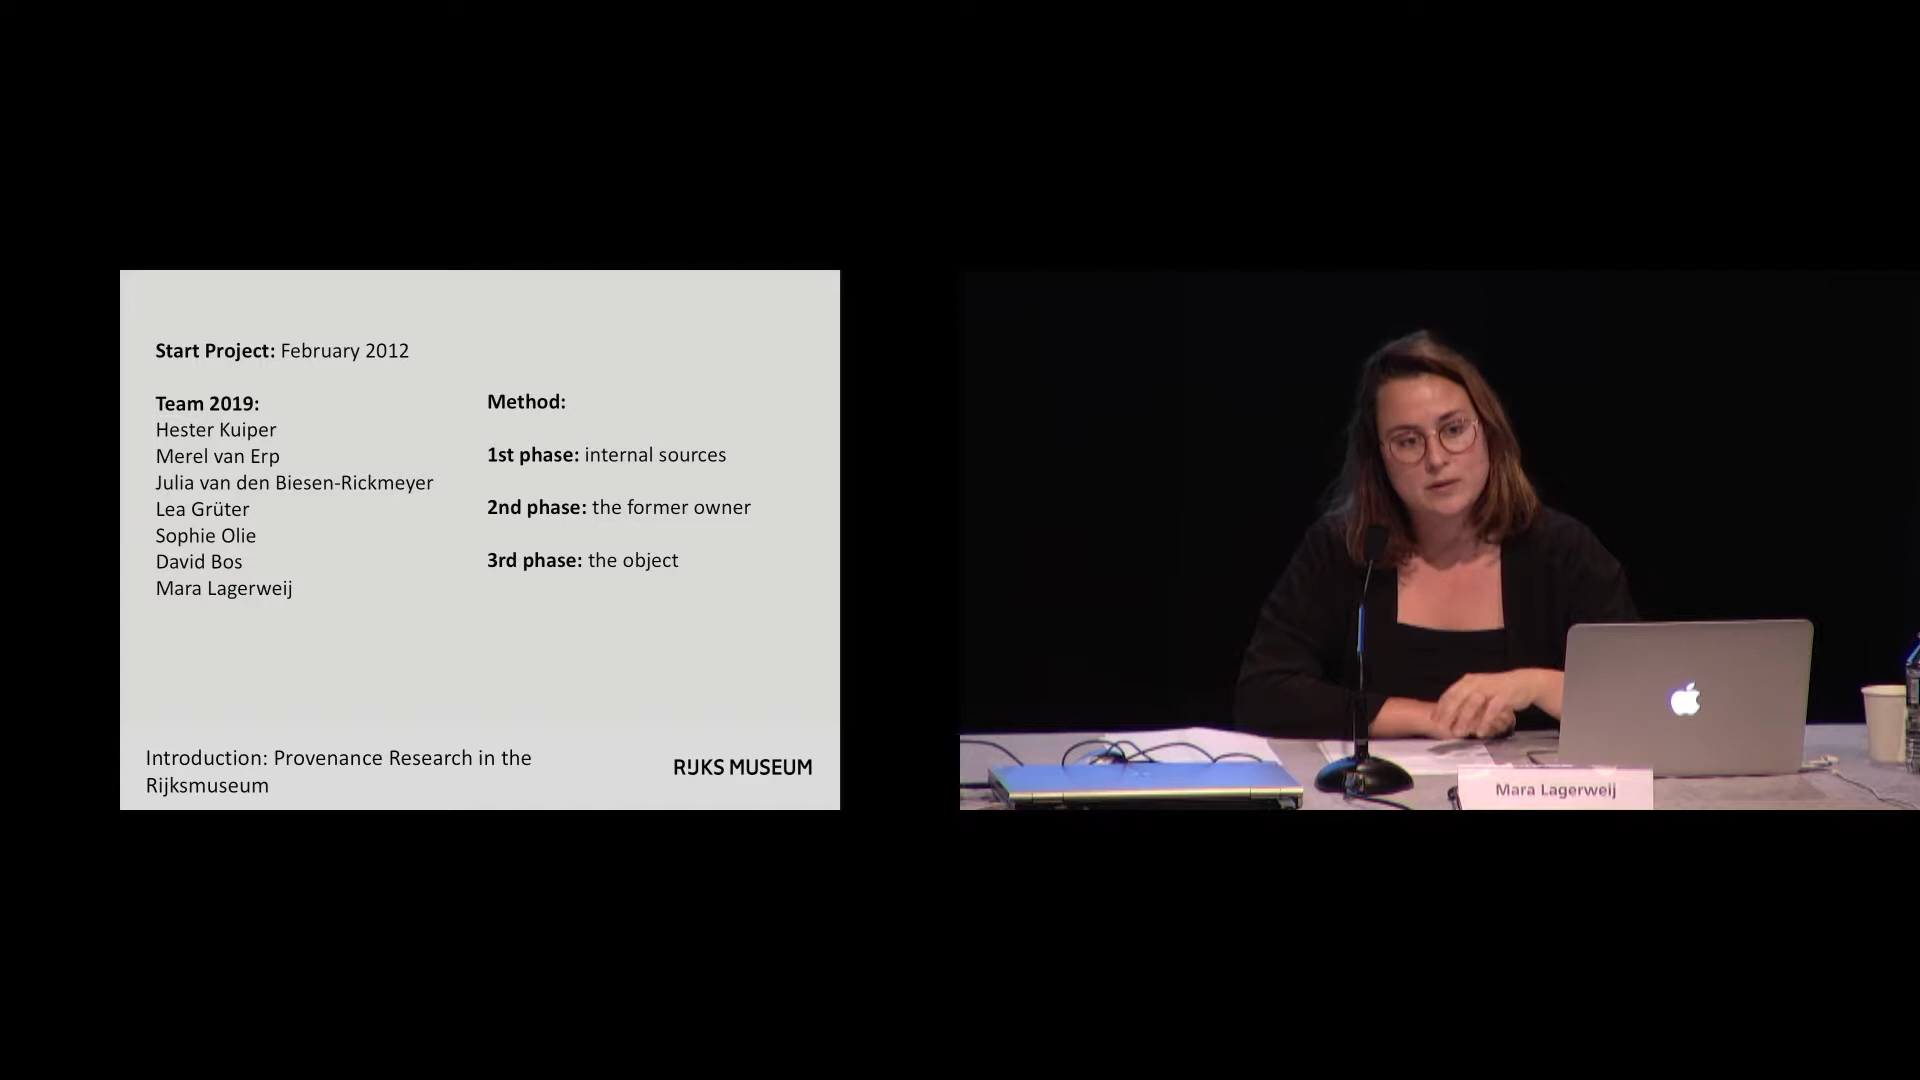 Start Project: February 2012
Team 2019:
Hester Kuiper
Merel van Erp
Julia van den Biesen-Rickmeyer
Lea Grüter
Sophie Olie
David Bos
Mara Lagerweij
Method:
1st phase: internal sources
2nd phase: the former owner
3rd phase: the object
Introduction: Provenance Research in the
Rijksmuseum
RIJKS MUSEUM
Mara Lagerweij